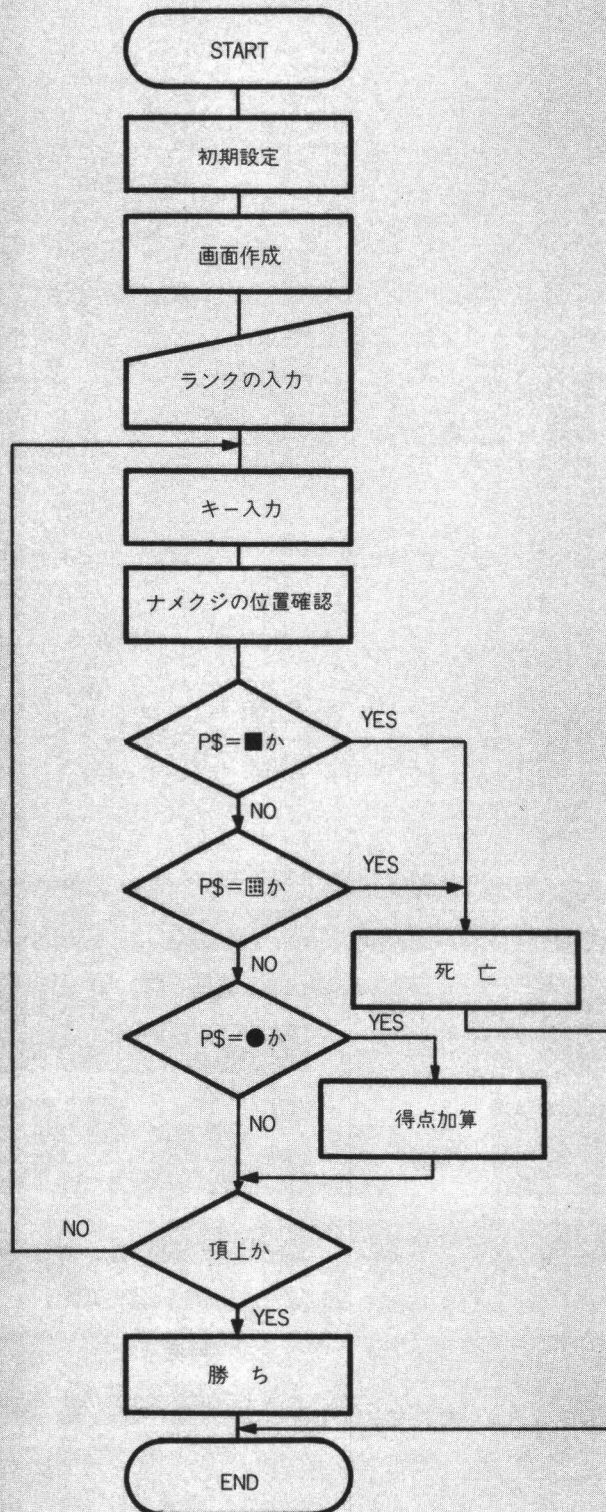 START
初期設定
画面作成
ランクの入力
キー入力
ナメクジの位置確認
P$=■か
YES
NO
P$=▦か
YES
NO
死 亡
P$=●か
YES
NO
得点加算
頂上か
NO
YES
勝 ち
END